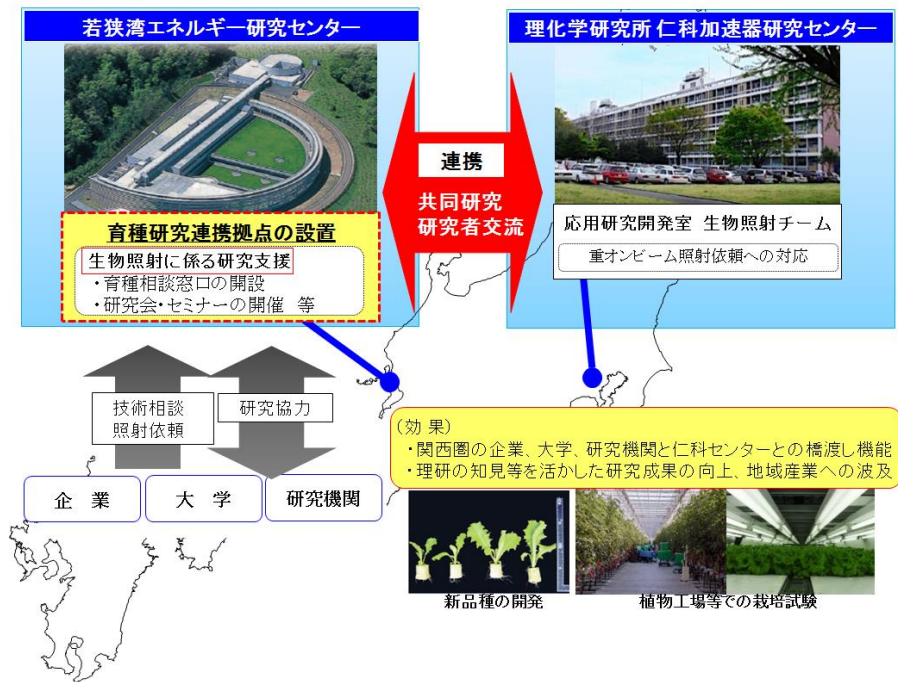 若狭湾エネルギー研究センター
理化学研究所 仁科加速器研究センター
連携
共同研究
研究者交流
育種研究連携拠点の設置
生物照射に係る研究支援
・育種相談窓口の開設
・研究会・セミナーの開催 等
応用研究開発室 生物照射チーム
重オンビーム照射依頼への対応
技術相談
照射依頼
研究協力
企 業
大 学
研究機関
(効 果)
・関西圏の企業、大学、研究機関と仁科センターとの橋渡し機能
・理研の知見等を活かした研究成果の向上、地域産業への波及
新品種の開発
植物工場等での栽培試験